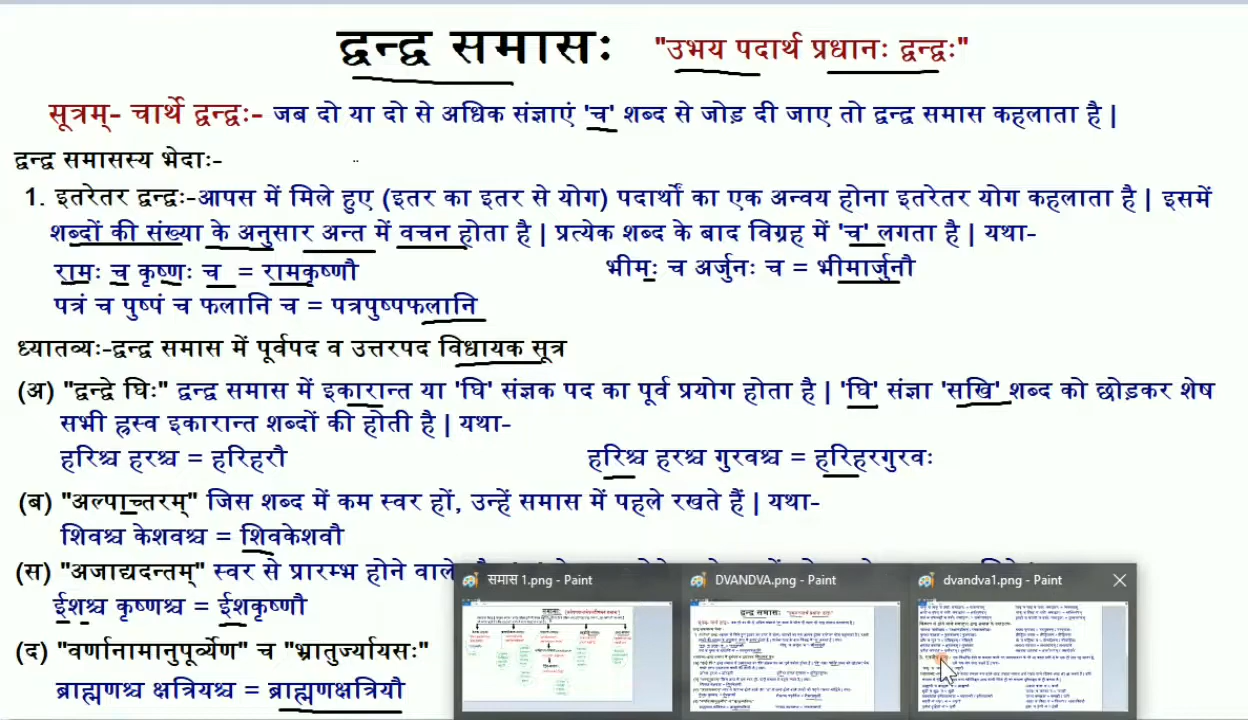 द्वन्द्व समासः "उभय पदार्थ प्रधानः द्वन्द्वः"
सूत्रम्- चार्थे द्वन्द्वः- जब दो या दो से अधिक संज्ञाएं 'च' शब्द से जोड़ दी जाए तो द्वन्द्व समास कहलाता है |
द्वन्द्व समासस्य भेदाः-
1. इतरेतर द्वन्द्वः-आपस में मिले हुए (इतर का इतर से योग) पदार्थों का एक अन्वय होना इतरेतर योग कहलाता है | इसमें
शब्दों की संख्या के अनुसार अन्त में वचन होता है | प्रत्येक शब्द के बाद विग्रह में 'च' लगता है | यथा-
रामः च कृष्णः च = रामकृष्णौ भीमः च अर्जुनः च = भीमार्जुनौ
पत्रं च पुष्पं च फलानि च = पत्रपुष्पफलानि
ध्यातव्यः-द्वन्द्व समास में पूर्वपद व उत्तरपद विधायक सूत्र
(अ) "द्वन्द्वे घिः" द्वन्द्व समास में इकारान्त या 'घि' संज्ञक पद का पूर्व प्रयोग होता है | 'घि' संज्ञा 'सखि' शब्द को छोड़कर शेष
सभी ह्रस्व इकारान्त शब्दों की होती है | यथा-
हरिश्च हरश्च = हरिहरौ हरिश्च हरश्च गुरवश्च = हरिहरगुरवः
(ब) "अल्पाच्तरम्" जिस शब्द में कम स्वर हों, उन्हें समास में पहले रखते हैं | यथा-
शिवश्च केशवश्च = शिवकेशवौ
(स) "अजाद्यदन्तम्" स्वर से प्रारम्भ होने वाले
समास 1.png - Paint DVANDVA.png - Paint dvandva1.png - Paint
ईशश्च कृष्णश्च = ईशकृष्णौ
(द) "वर्णानामानुपूर्व्येण" च "भ्रातुर्ज्यायसः"
ब्राह्मणश्च क्षत्रियश्च = ब्राह्मणक्षत्रियौ